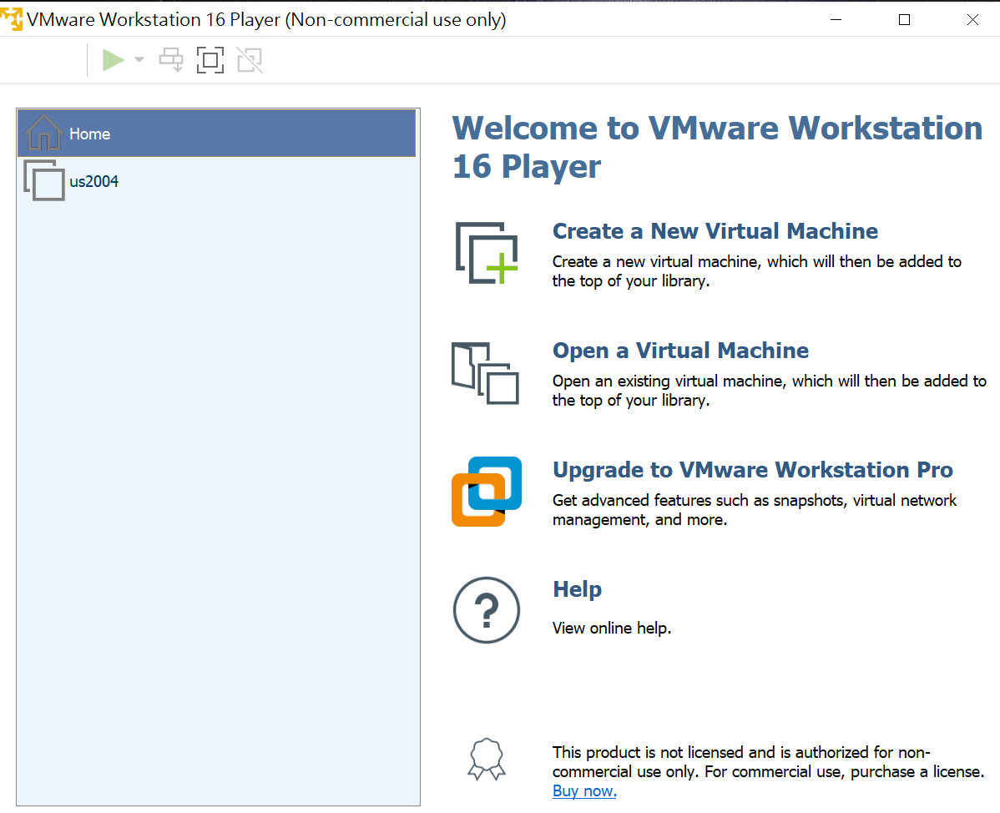 VMware Workstation 16 Player (Non-commercial use only)
Home
us2004
Welcome to VMware Workstation
16 Player
Create a New Virtual Machine
Create a new virtual machine, which will then be added to
the top of your library.
Open a Virtual Machine
Open an existing virtual machine, which will then be added to
the top of your library.
Upgrade to VMware Workstation Pro
Get advanced features such as snapshots, virtual network
management, and more.
?
Help
View online help.
This product is not licensed and is authorized for non-
commercial use only. For commercial use, purchase a license.
Buy now.